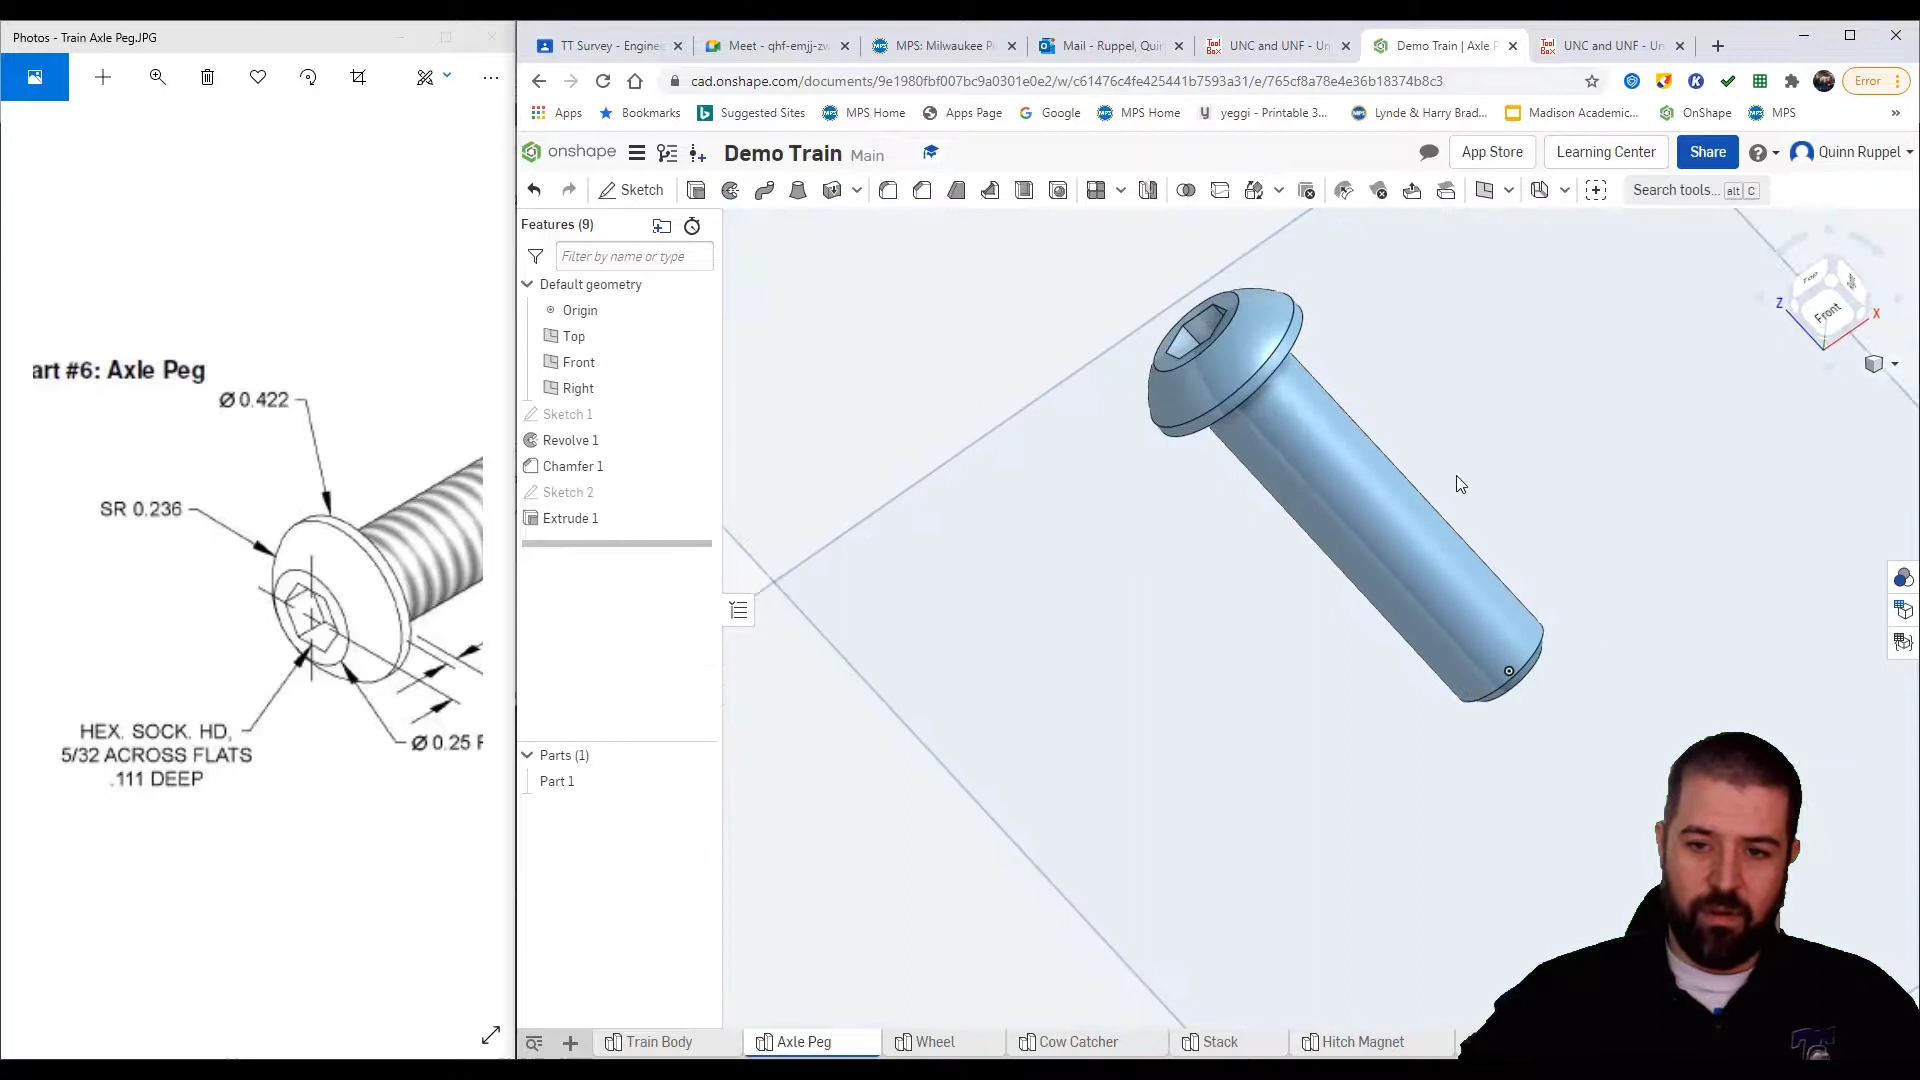 Photos - Train Axle Peg.JPG
TT Survey - Enginee
Meet - qhf-emjj-zw
MPS: Milwaukee P
Mail - Ruppel, Quin
UNC and UNF - Un
Demo Train | Axle P
UNC and UNF - Un
cad.onshape.com/documents/9e1980fbf007bc9a0301e0e2/w/c61476c4fe425441b7593a31/e/765cf8a78e4e36b18374b8c3
Error
Apps
Bookmarks
Suggested Sites
MPS Home
Apps Page
Google
MPS Home
yeggi - Printable 3...
Lynde & Harry Brad...
Madison Academic...
OnShape
MPS
»
onshape
Demo Train Main
App Store
Learning Center
Share
Quinn Ruppel
Sketch
Search tools... alt C
Features (9)
Filter by name or type
Default geometry
Origin
Top
Front
Right
Sketch 1
Revolve 1
Chamfer 1
Sketch 2
Extrude 1
Parts (1)
Part 1
Top
Front
Z
X
art #6: Axle Peg
Ø 0.422
SR 0.236
HEX. SOCK. HD,
5/32 ACROSS FLATS
.111 DEEP
Ø 0.25 F
Train Body
Axle Peg
Wheel
Cow Catcher
Stack
Hitch Magnet